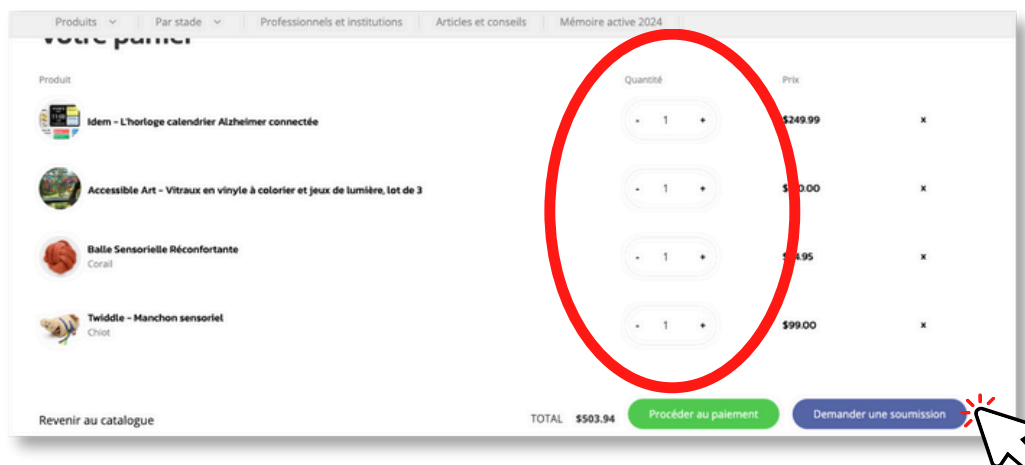 Produits Par stade Professionnels et institutions Articles et conseils Mémoire active 2024
Votre panier
Produit Quantité Prix
Idem - L'horloge calendrier Alzheimer connectée - 1 + $249.99 x
Accessible Art - Vitraux en vinyle à colorier et jeux de lumière, lot de 3 - 1 + x
Balle Sensorielle Réconfortante
Corail - 1 + x
Twiddle - Manchon sensoriel
Chiot - 1 + $99.00 x
Revenir au catalogue TOTAL $503.94 Procéder au paiement Demander une soumission